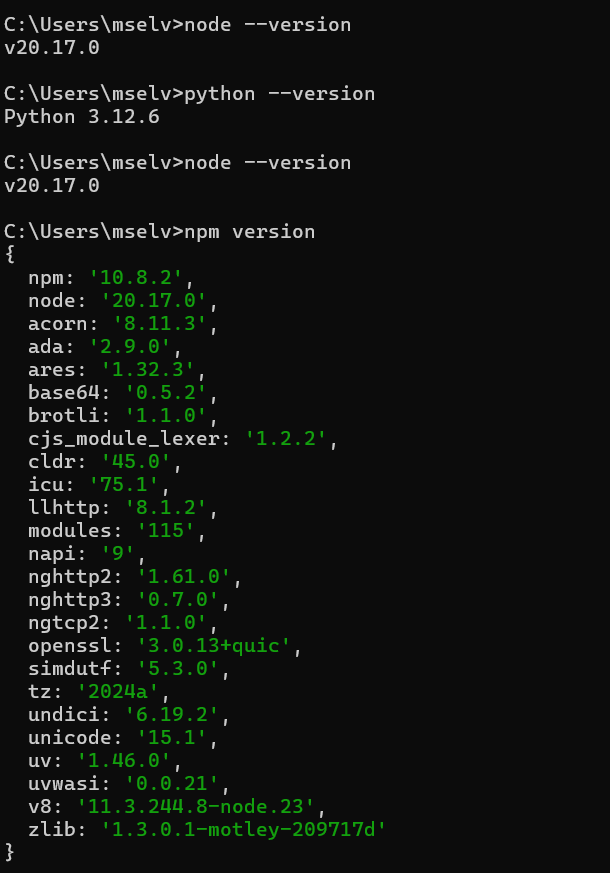 C:\Users\mselv>node --version
v20.17.0
C:\Users\mselv>python --version
Python 3.12.6
C:\Users\mselv>node --version
v20.17.0
C:\Users\mselv>npm version
{
  npm: '10.8.2',
  node: '20.17.0',
  acorn: '8.11.3',
  ada: '2.9.0',
  ares: '1.32.3',
  base64: '0.5.2',
  brotli: '1.1.0',
  cjs_module_lexer: '1.2.2',
  cldr: '45.0',
  icu: '75.1',
  llhttp: '8.1.2',
  modules: '115',
  napi: '9',
  nghttp2: '1.61.0',
  nghttp3: '0.7.0',
  ngtcp2: '1.1.0',
  openssl: '3.0.13+quic',
  simdutf: '5.3.0',
  tz: '2024a',
  undici: '6.19.2',
  unicode: '15.1',
  uv: '1.46.0',
  uvwasi: '0.0.21',
  v8: '11.3.244.8-node.23',
  zlib: '1.3.0.1-motley-209717d'
}